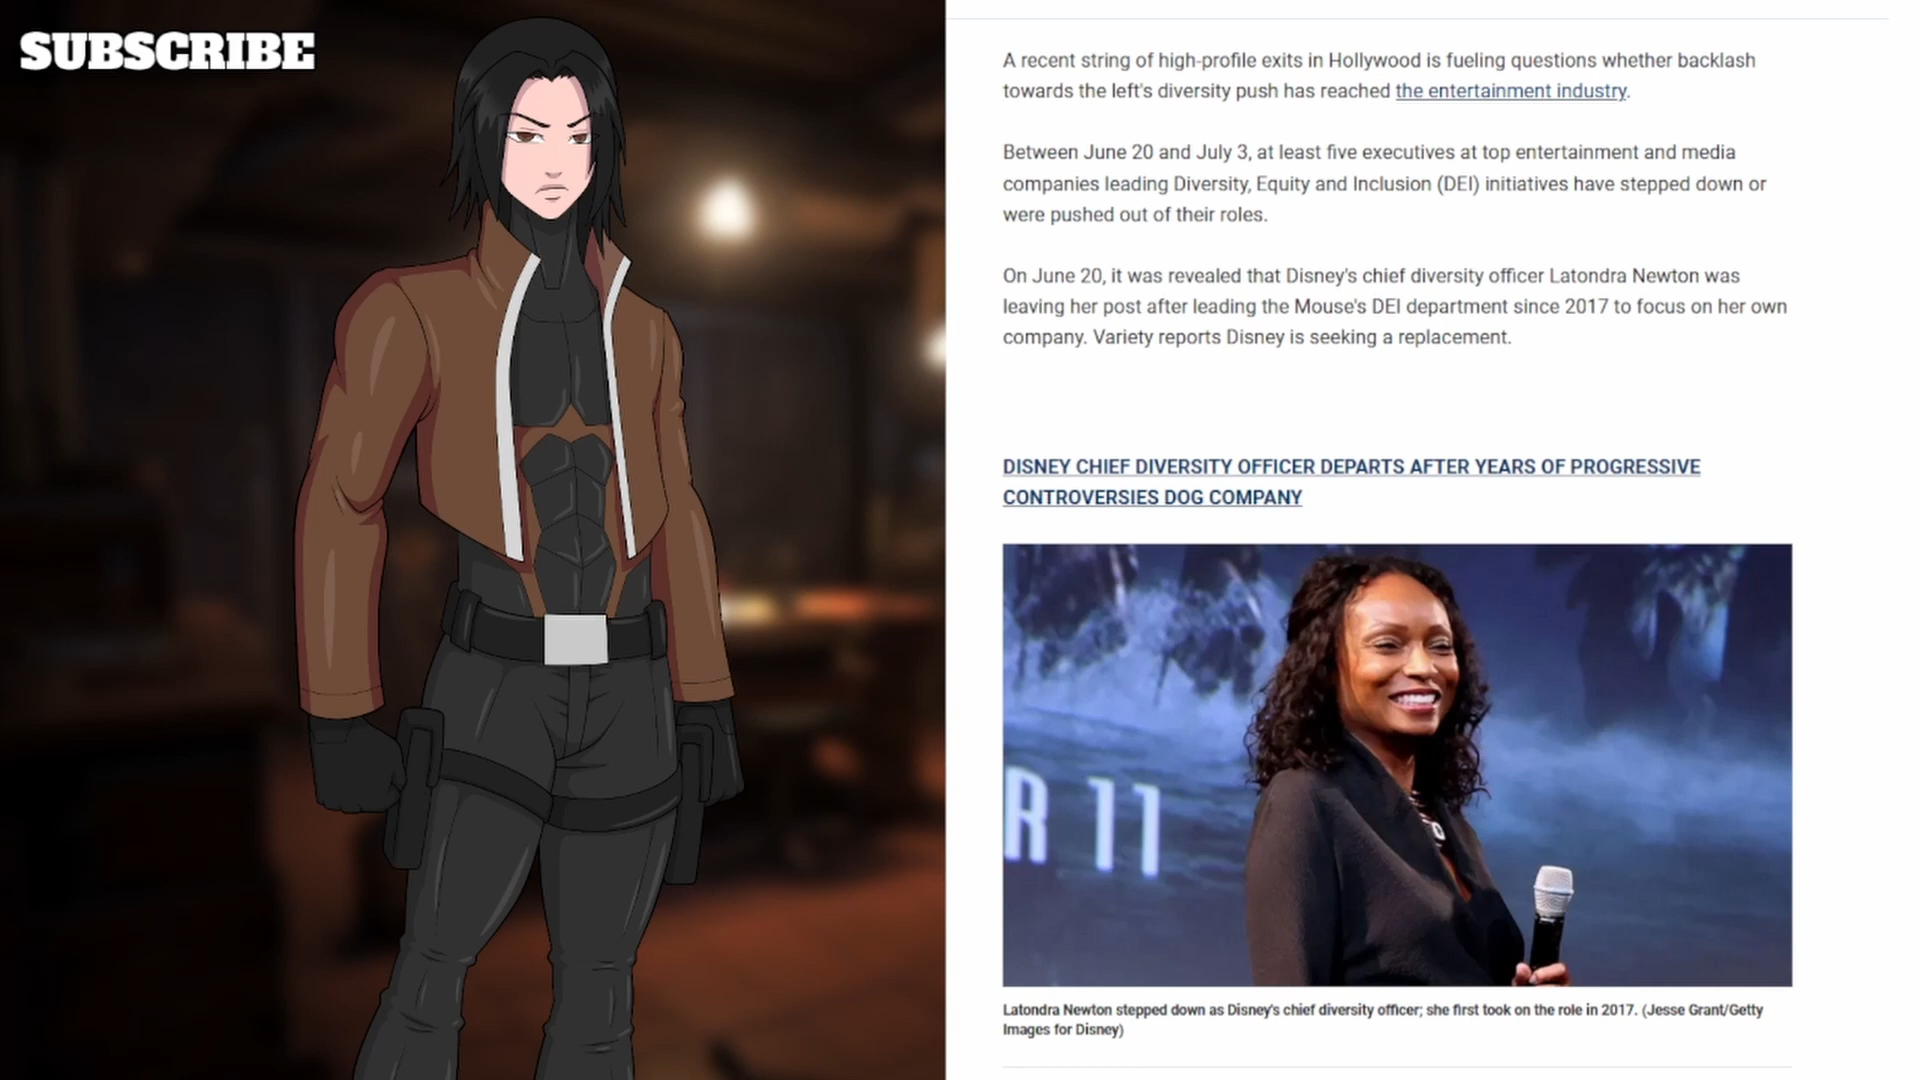 SUBSCRIBE
A recent string of high-profile exits in Hollywood is fueling questions whether backlash
towards the left's diversity push has reached the entertainment industry.
Between June 20 and July 3, at least five executives at top entertainment and media
companies leading Diversity, Equity and Inclusion (DEI) initiatives have stepped down or
were pushed out of their roles.
On June 20, it was revealed that Disney's chief diversity officer Latondra Newton was
leaving her post after leading the Mouse's DEI department since 2017 to focus on her own
company. Variety reports Disney is seeking a replacement.
DISNEY CHIEF DIVERSITY OFFICER DEPARTS AFTER YEARS OF PROGRESSIVE
CONTROVERSIES DOG COMPANY
R 11
Latondra Newton stepped down as Disney's chief diversity officer; she first took on the role in 2017. (Jesse Grant/Getty
Images for Disney)